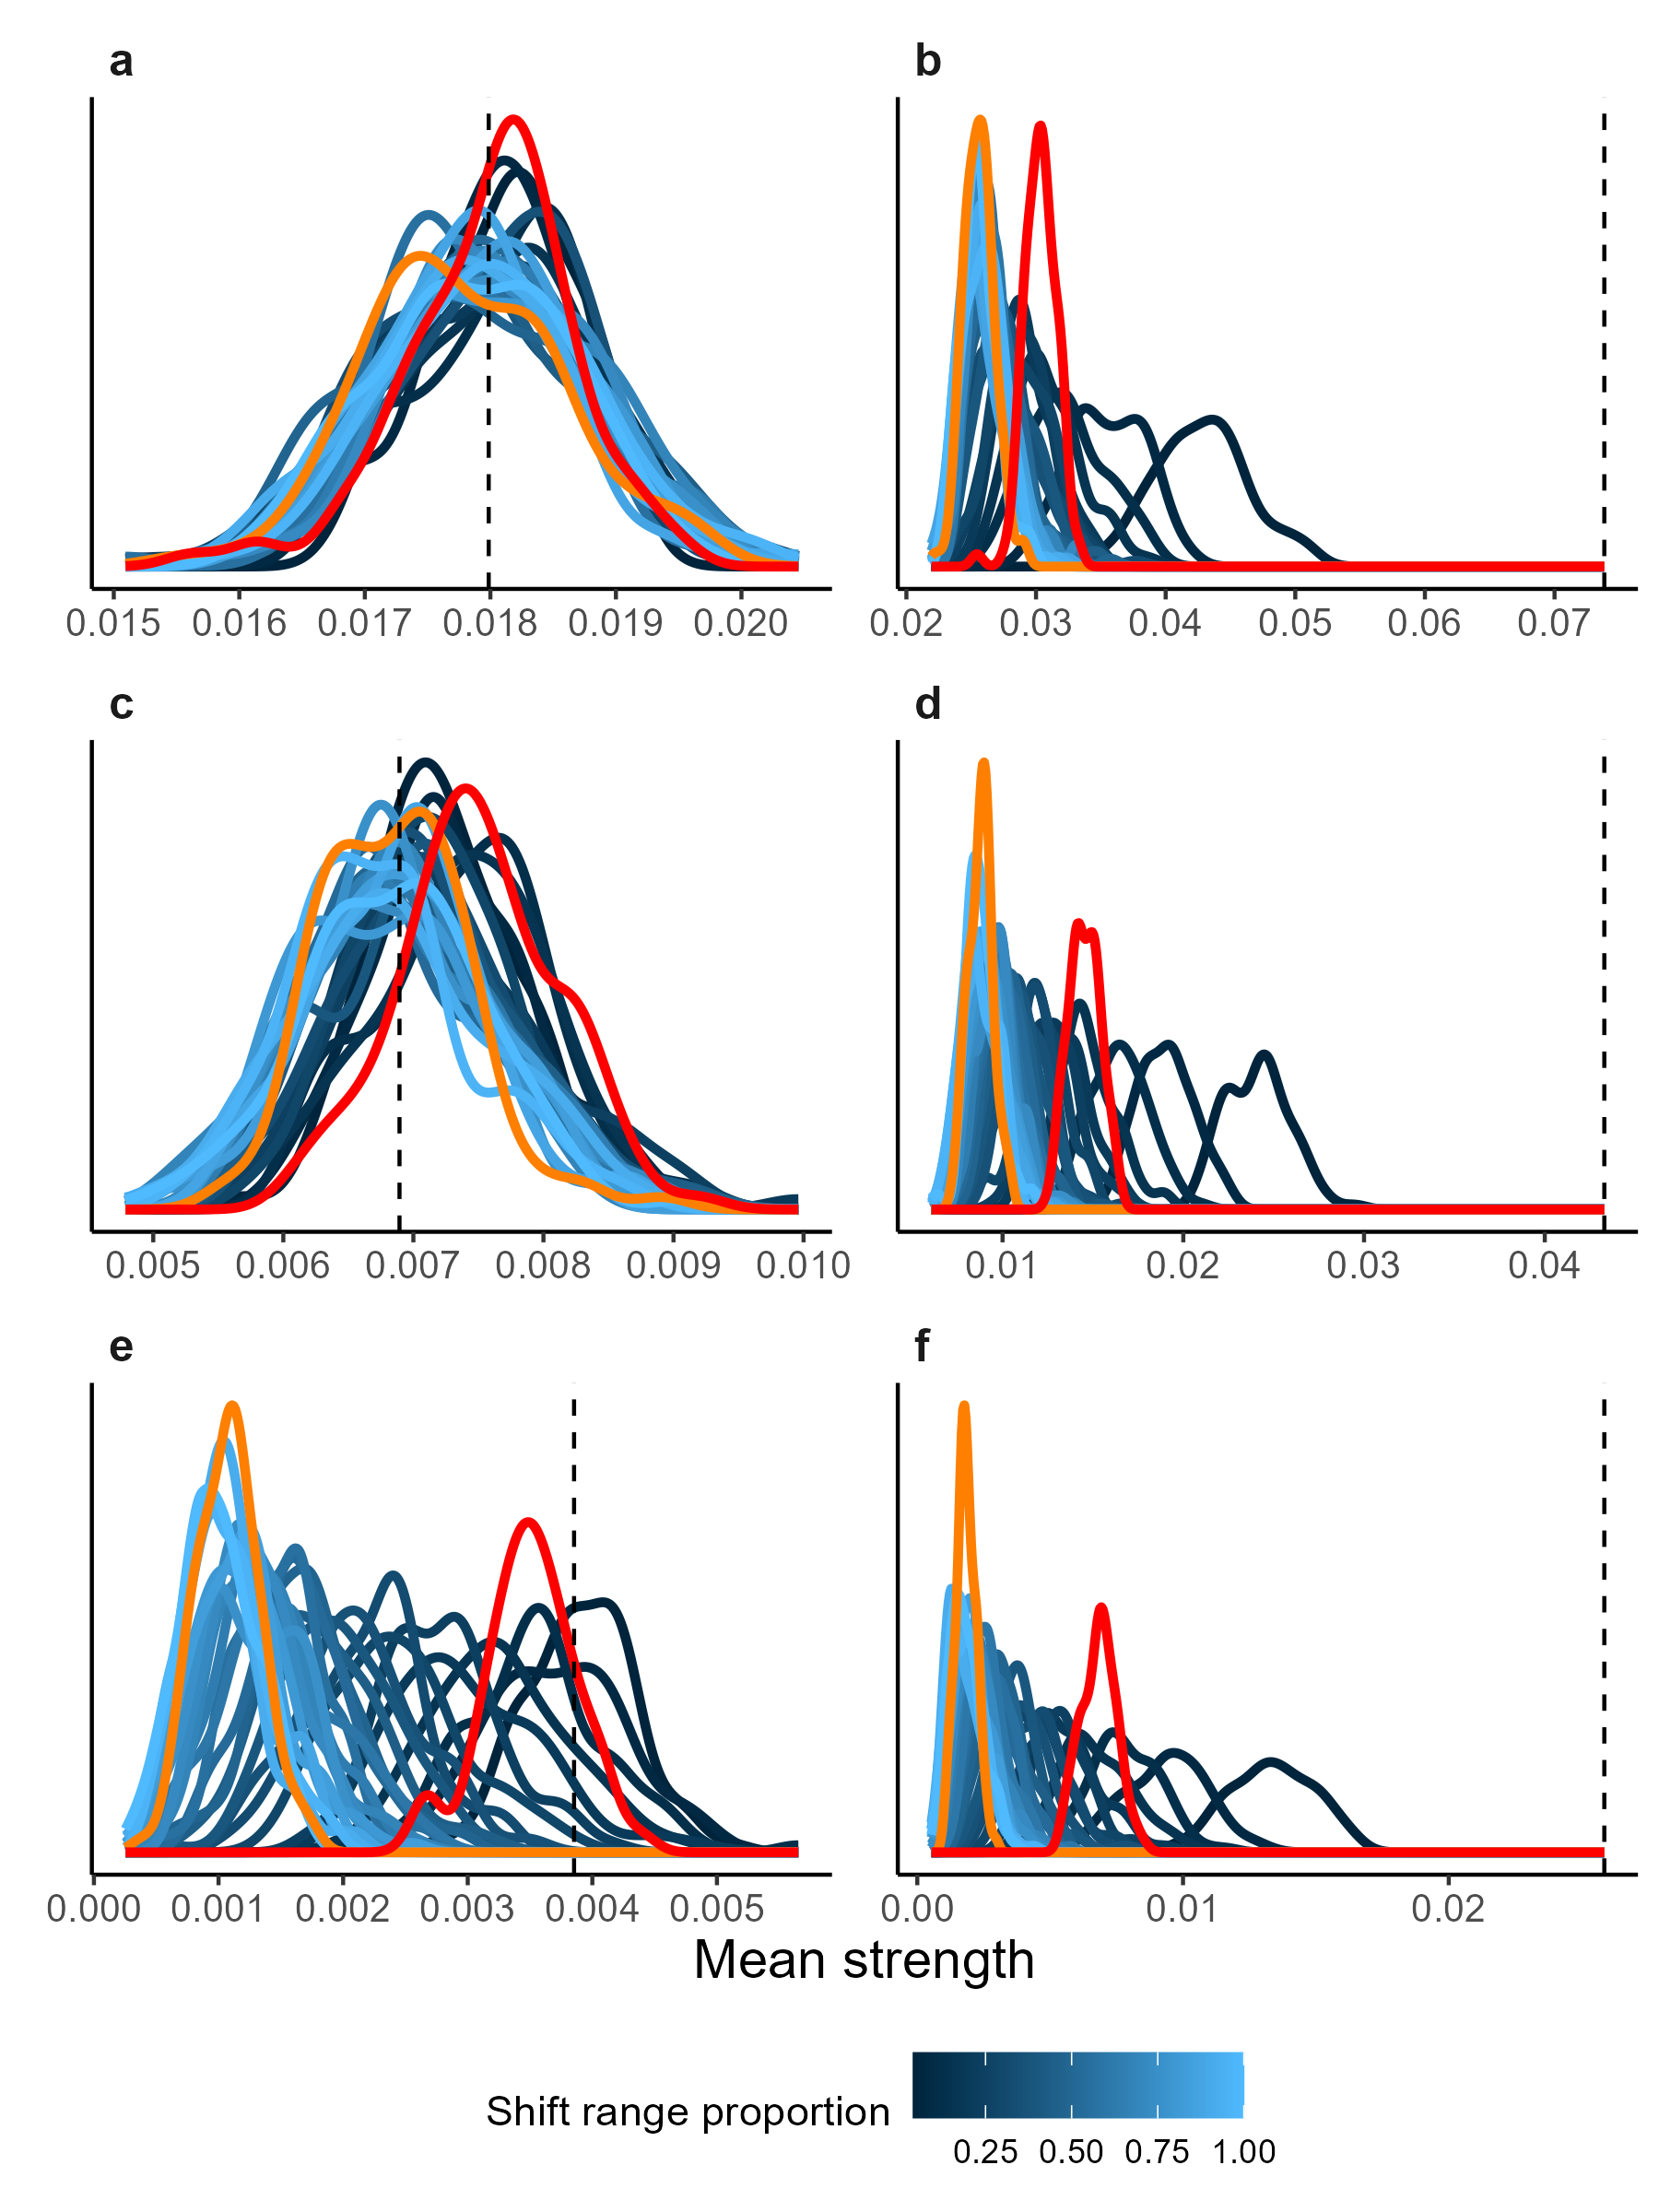 a b
0.015 0.016 0.017 0.018 0.019 0.020 0.02 0.03 0.04 0.05 0.06 0.07
c d
0.005 0.006 0.007 0.008 0.009 0.010 0.01 0.02 0.03 0.04
e f
0.000 0.001 0.002 0.003 0.004 0.005 0.00 0.01 0.02
Mean strength
Shift range proportion
0.25 0.50 0.75 1.00